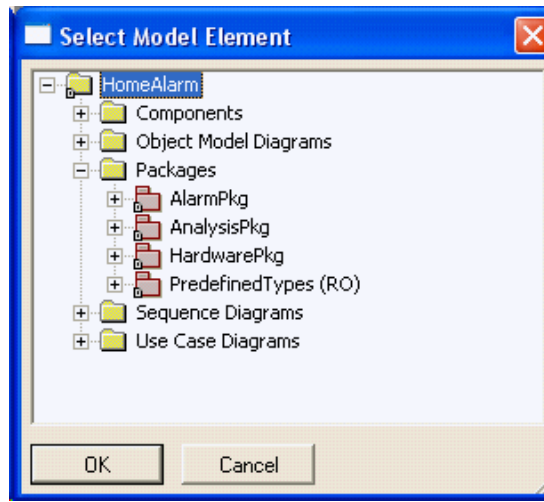 Select Model Element
HomeAlarm
Components
Object Model Diagrams
Packages
AlarmPkg
AnalysisPkg
HardwarePkg
PredefinedTypes (RO)
Sequence Diagrams
Use Case Diagrams
OK Cancel